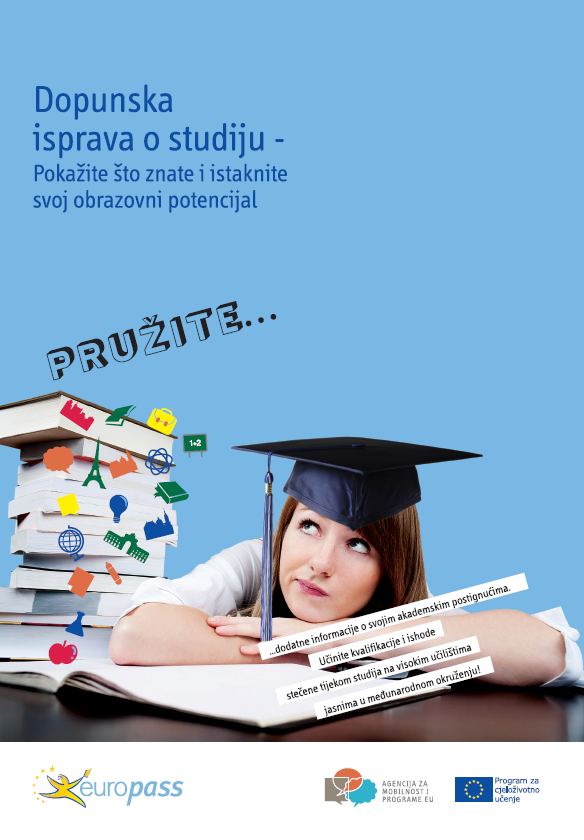 Dopunska
isprava o studiju -
Pokažite što znate i istaknite
svoj obrazovni potencijal
PRUŽITE...
1+2
...dodatne informacije o svojim akademskim postignućima.
Učinite kvalifikacije i ishode
stečene tijekom studija na visokim učilištima
jasnima u međunarodnom okruženju!
europass
AGENCIJA ZA
MOBILNOST I
PROGRAME EU
Program za
cjeloživotno
učenje